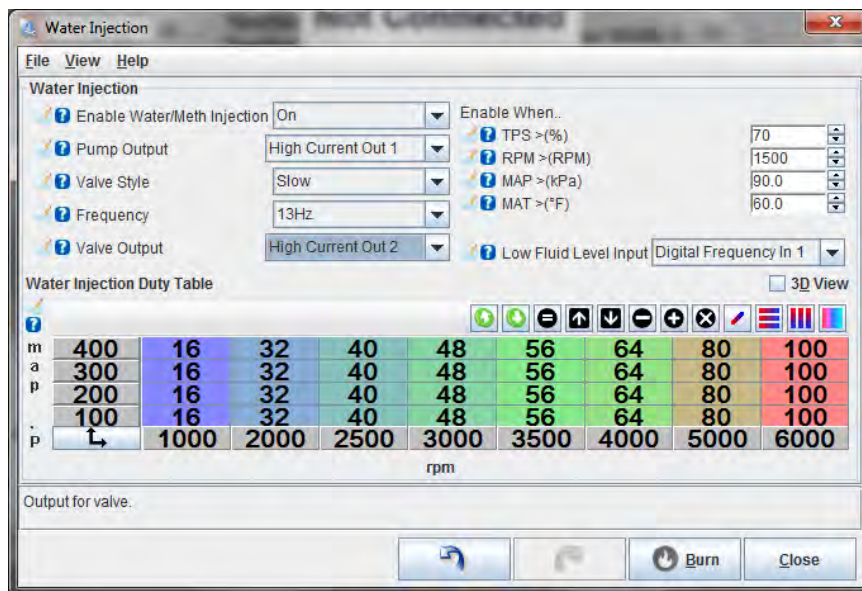 Not Connected
Water Injection
File View Help
Water Injection
Enable Water/Meth Injection On
Pump Output High Current Out 1
Valve Style Slow
Frequency 13Hz
Valve Output High Current Out 2
Enable When..
TPS >(%) 70
RPM >(RPM) 1500
MAP >(kPa) 90.0
MAT >(°F) 60.0
Low Fluid Level Input Digital Frequency In 1
Water Injection Duty Table
3D View
map.p
400 16 32 40 48 56 64 80 100
300 16 32 40 48 56 64 80 100
200 16 32 40 48 56 64 80 100
100 16 32 40 48 56 64 80 100
1000 2000 2500 3000 3500 4000 5000 6000
rpm
Output for valve.
Burn Close